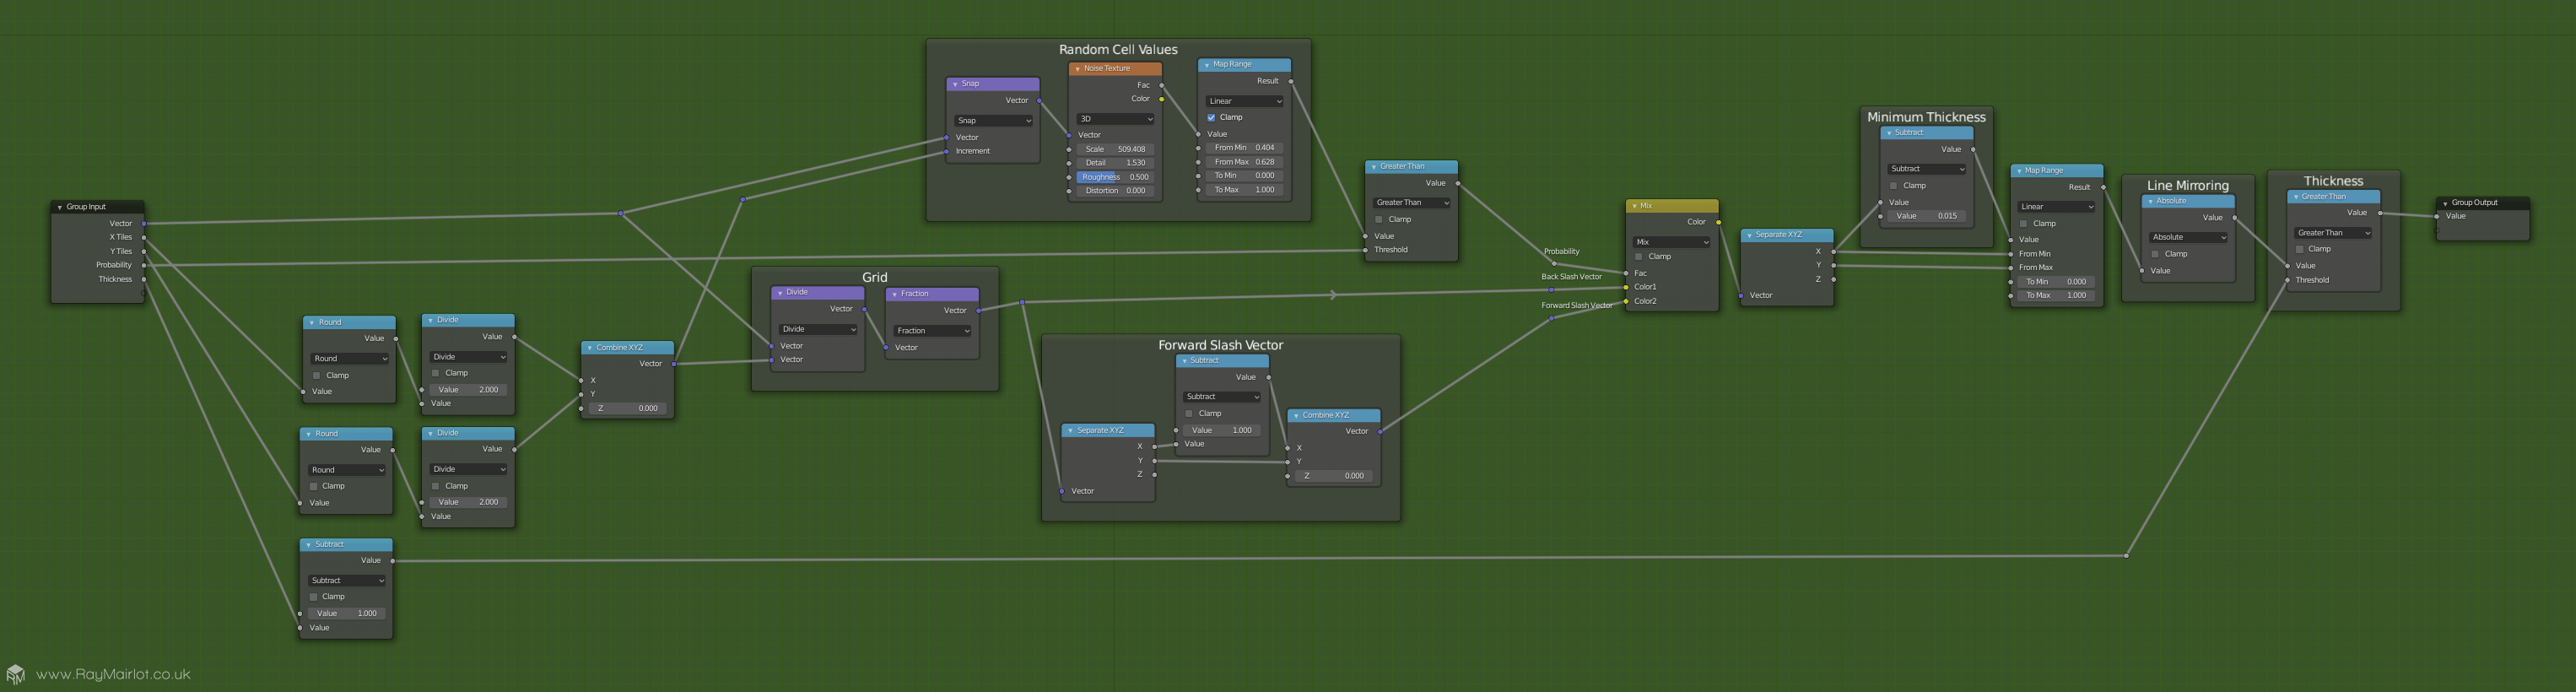 Group Input
Vector
X Tiles
Y Tiles
Probability
Thickness
Round
Value
Round
Clamp
Value
Divide
Value
Divide
Clamp
Value 2.000
Value
Round
Value
Round
Clamp
Value
Divide
Value
Divide
Clamp
Value 2.000
Value
Subtract
Value
Subtract
Clamp
Value 1.000
Value
Combine XYZ
Vector
X
Y
Z 0.000
Random Cell Values
Snap
Vector
Snap
Vector
Increment
Noise Texture
Fac
Color
3D
Vector
Scale 509.408
Detail 1.530
Roughness 0.500
Distortion 0.000
Map Range
Result
Linear
Clamp
Value
From Min 0.404
From Max 0.628
To Min 0.000
To Max 1.000
Grid
Divide
Vector
Divide
Vector
Vector
Fraction
Vector
Fraction
Vector
Forward Slash Vector
Separate XYZ
X
Y
Z
Vector
Subtract
Value
Subtract
Clamp
Value 1.000
Value
Combine XYZ
Vector
X
Y
Z 0.000
Greater Than
Value
Greater Than
Clamp
Value
Threshold
Probability
Back Slash Vector
Forward Slash Vector
Mix
Color
Mix
Clamp
Fac
Color1
Color2
Separate XYZ
X
Y
Z
Vector
Minimum Thickness
Subtract
Value
Subtract
Clamp
Value
Value 0.015
Map Range
Result
Linear
Clamp
Value
From Min
From Max
To Min 0.000
To Max 1.000
Line Mirroring
Absolute
Value
Absolute
Clamp
Value
Thickness
Greater Than
Value
Greater Than
Clamp
Value
Threshold
Group Output
Value
RM
www.RayMairlot.co.uk